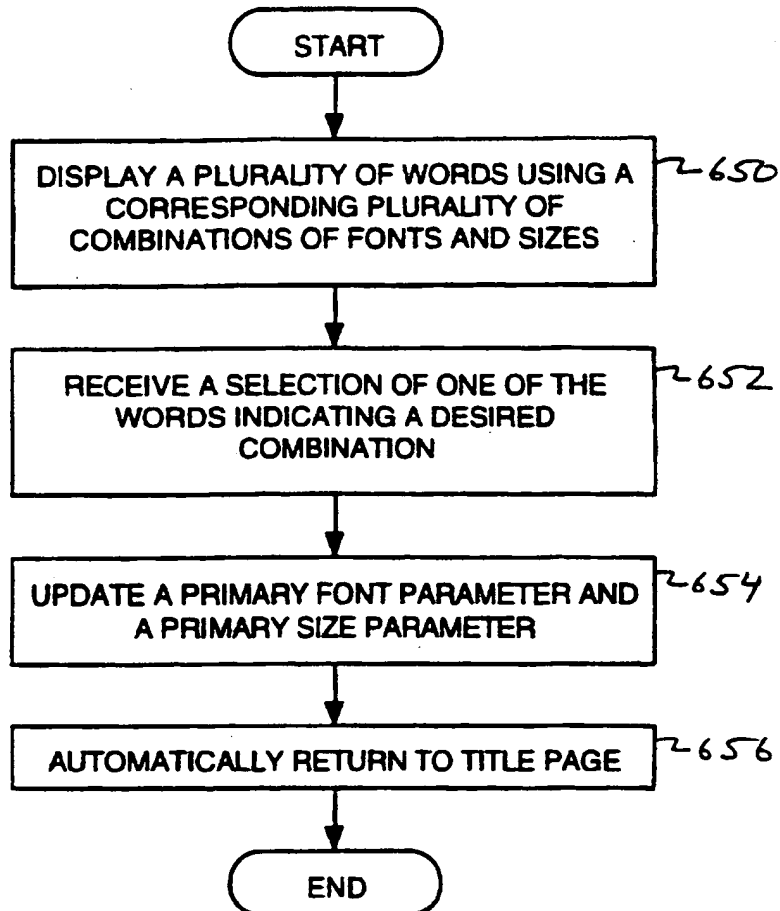 START
DISPLAY A PLURALITY OF WORDS USING A
CORRESPONDING PLURALITY OF
COMBINATIONS OF FONTS AND SIZES
650
RECEIVE A SELECTION OF ONE OF THE
WORDS INDICATING A DESIRED
COMBINATION
652
UPDATE A PRIMARY FONT PARAMETER AND
A PRIMARY SIZE PARAMETER
654
AUTOMATICALLY RETURN TO TITLE PAGE
656
END